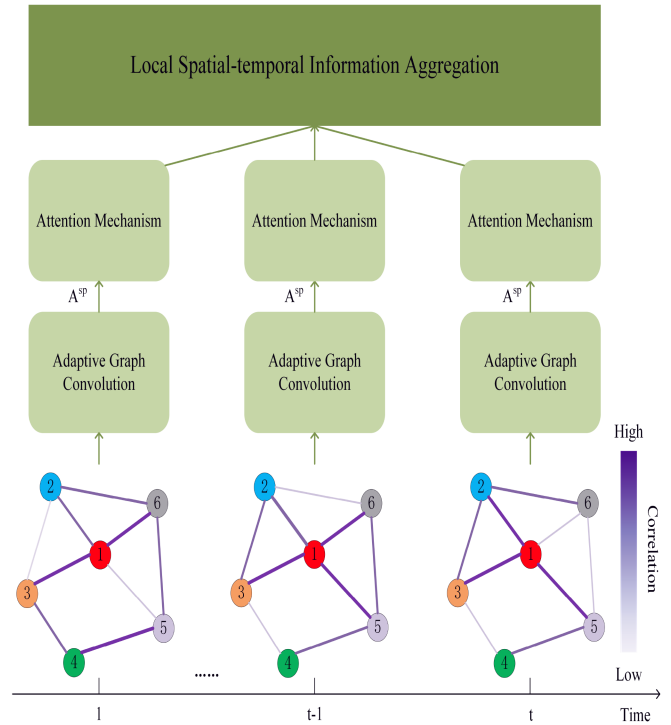 Local Spatial-temporal Information Aggregation
Attention Mechanism
Attention Mechanism
Attention Mechanism
A^sp
A^sp
A^sp
Adaptive Graph
Convolution
Adaptive Graph
Convolution
Adaptive Graph
Convolution
High
Correlation
Low
2
6
1
3
5
4
2
6
1
3
5
4
2
6
1
3
5
4
......
1 t-1 t Time